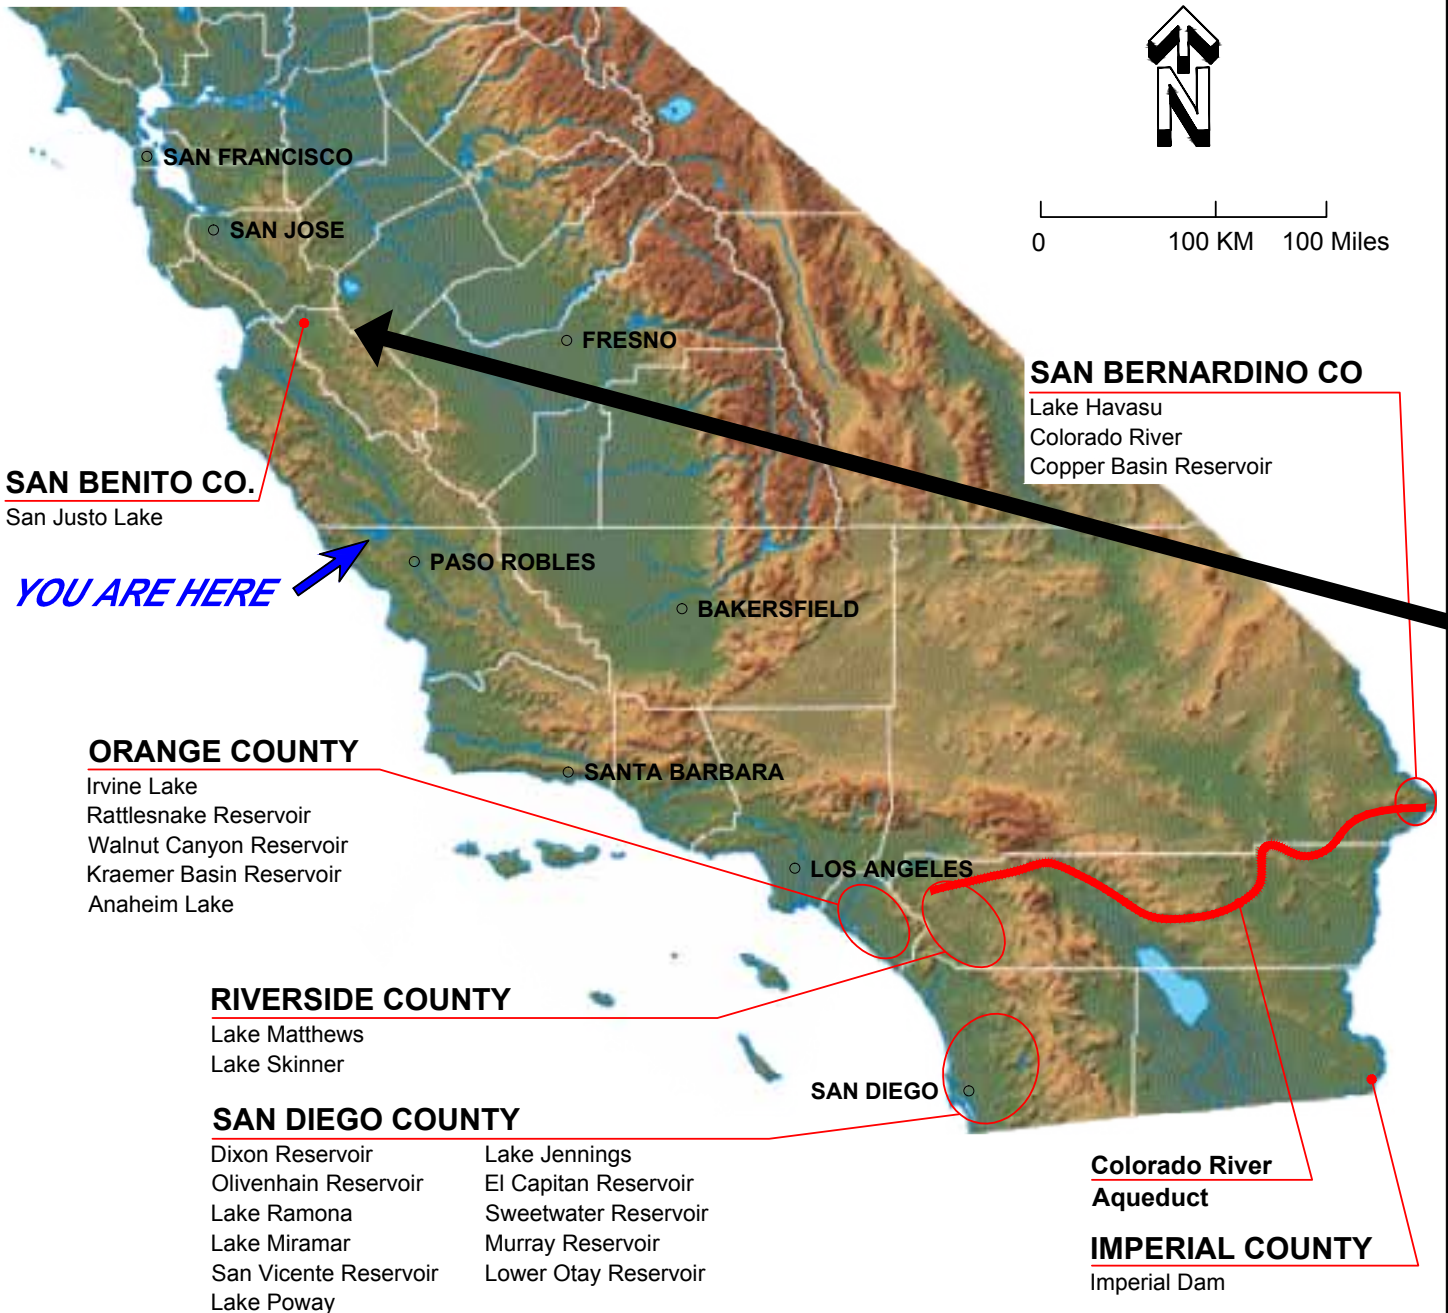 N
0 100 KM 100 Miles
SAN FRANCISCO
SAN JOSE
FRESNO
SAN BERNARDINO CO
Lake Havasu
Colorado River
Copper Basin Reservoir
SAN BENITO CO.
San Justo Lake
YOU ARE HERE
PASO ROBLES
BAKERSFIELD
ORANGE COUNTY
Irvine Lake
Rattlesnake Reservoir
Walnut Canyon Reservoir
Kraemer Basin Reservoir
Anaheim Lake
SANTA BARBARA
LOS ANGELES
RIVERSIDE COUNTY
Lake Matthews
Lake Skinner
SAN DIEGO
SAN DIEGO COUNTY
Dixon Reservoir
Olivenhain Reservoir
Lake Ramona
Lake Miramar
San Vicente Reservoir
Lake Poway
Lake Jennings
El Capitan Reservoir
Sweetwater Reservoir
Murray Reservoir
Lower Otay Reservoir
Colorado River
Aqueduct
IMPERIAL COUNTY
Imperial Dam